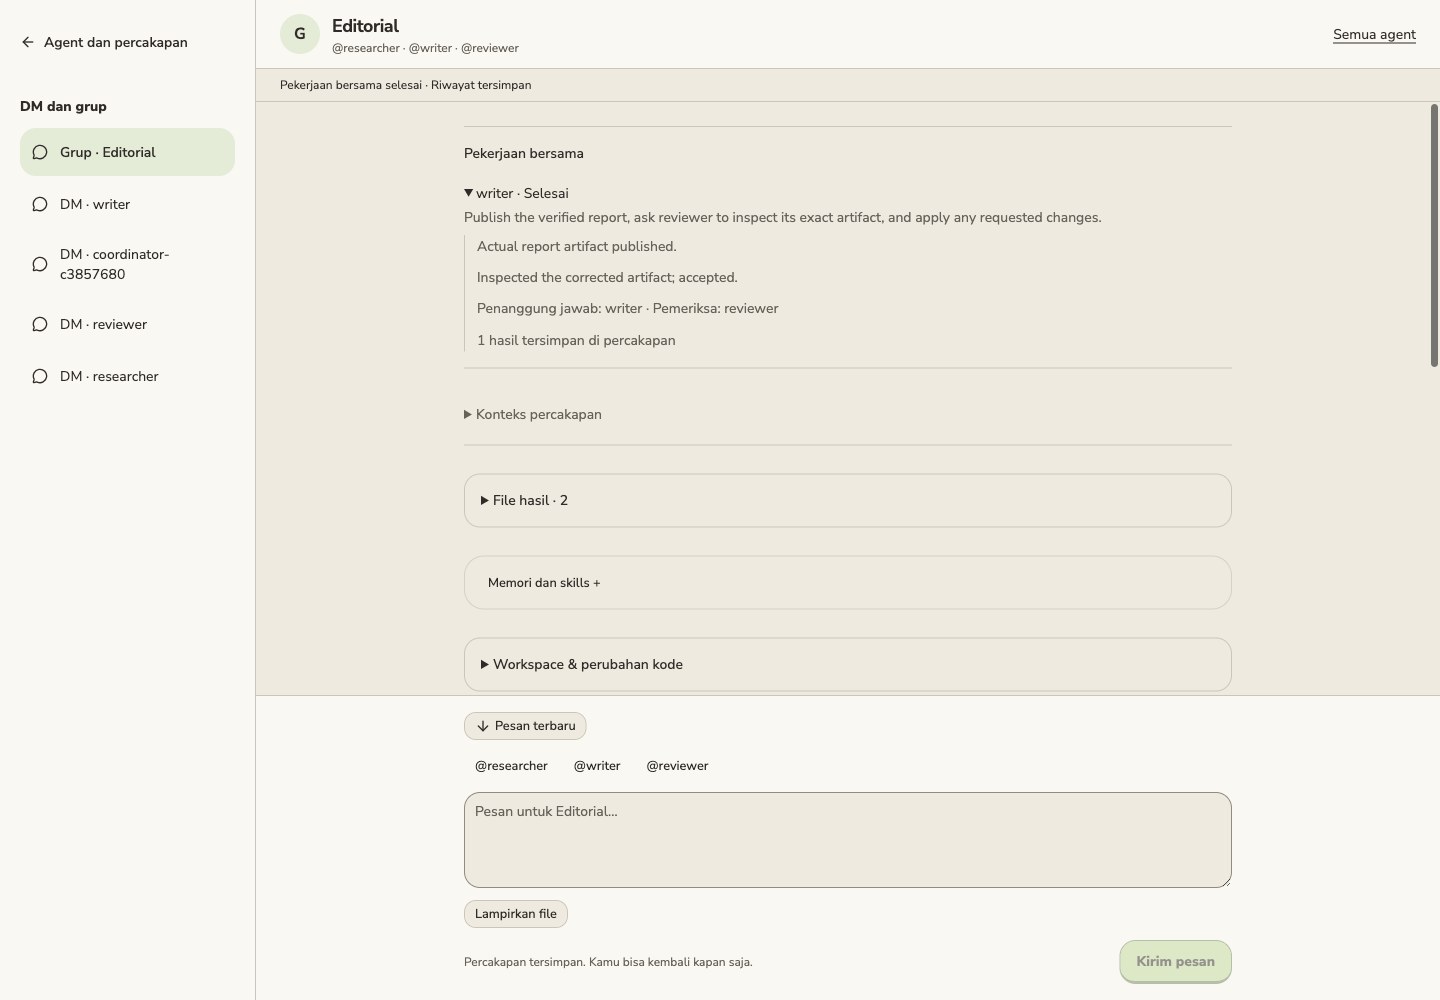 Agent dan percakapan
DM dan grup
Grup · Editorial
DM · writer
DM · coordinator-
c3857680
DM · reviewer
DM · researcher
G
Editorial
@researcher · @writer · @reviewer
Semua agent
Pekerjaan bersama selesai · Riwayat tersimpan
Pekerjaan bersama
writer · Selesai
Publish the verified report, ask reviewer to inspect its exact artifact, and apply any requested changes.
Actual report artifact published.
Inspected the corrected artifact; accepted.
Penanggung jawab: writer · Pemeriksa: reviewer
1 hasil tersimpan di percakapan
Konteks percakapan
File hasil · 2
Memori dan skills +
Workspace & perubahan kode
Pesan terbaru
@researcher @writer @reviewer
Pesan untuk Editorial...
Lampirkan file
Percakapan tersimpan. Kamu bisa kembali kapan saja.
Kirim pesan